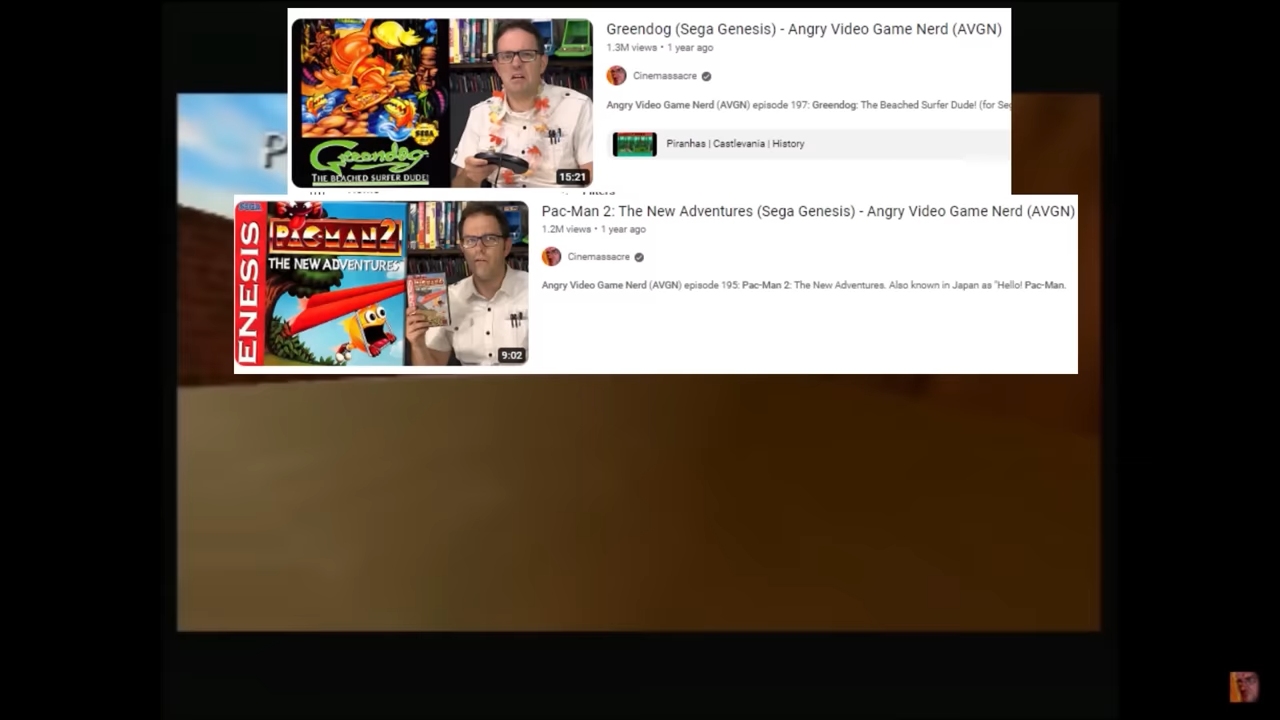 Greendog (Sega Genesis) - Angry Video Game Nerd (AVGN)
1.3M views • 1 year ago
Cinemassacre
Angry Video Game Nerd (AVGN) episode 197: Greendog: The Beached Surfer Dude! (for Seg
Piranhas | Castlevania | History
SEGA
Greendog
THE BEACHED SURFER DUDE!
15:21
P
Filters
Pac-Man 2: The New Adventures (Sega Genesis) - Angry Video Game Nerd (AVGN)
1.2M views • 1 year ago
Cinemassacre
Angry Video Game Nerd (AVGN) episode 195: Pac-Man 2: The New Adventures. Also known in Japan as "Hello! Pac-Man.
SEGA
ENESIS
PAC-MAN 2
THE NEW ADVENTURES
9:02